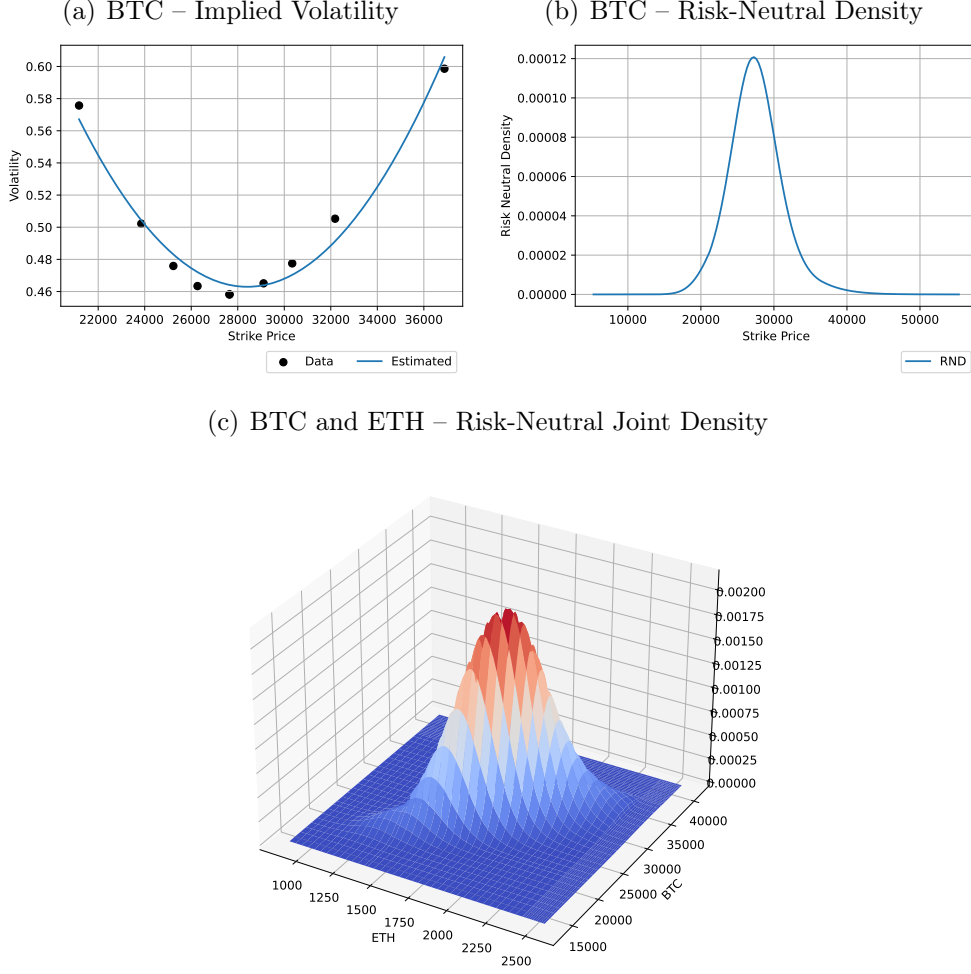 (a) BTC – Implied Volatility
0.60
0.58
0.56
0.54
0.52
0.50
0.48
0.46
Volatility
22000 24000 26000 28000 30000 32000 34000 36000
Strike Price
Data Estimated
(b) BTC – Risk-Neutral Density
0.00012
0.00010
0.00008
0.00006
0.00004
0.00002
0.00000
Risk Neutral Density
10000 20000 30000 40000 50000
Strike Price
RND
(c) BTC and ETH – Risk-Neutral Joint Density
0.00200
0.00175
0.00150
0.00125
0.00100
0.00075
0.00050
0.00025
0.00000
40000
35000
30000
25000
20000
15000
BTC
1000
1250
1500
1750
2000
2250
2500
ETH